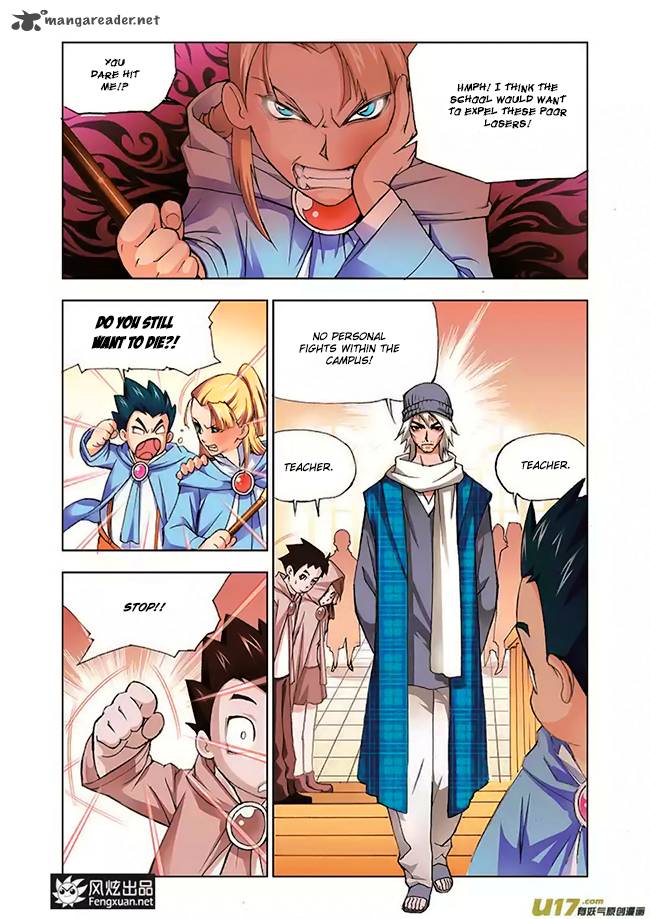 mangareader.net
YOU
DARE HIT
ME!?
HMPH! I THINK THE
SCHOOL WOULD WANT
TO EXPEL THESE POOR
LOSERS!
DO YOU STILL
WANT TO DIE?!
NO PERSONAL
FIGHTS WITHIN THE
CAMPUS!
TEACHER.
TEACHER.
STOP!!
风炫出品
Fengxuan.net
U17.com
有妖气原创漫画